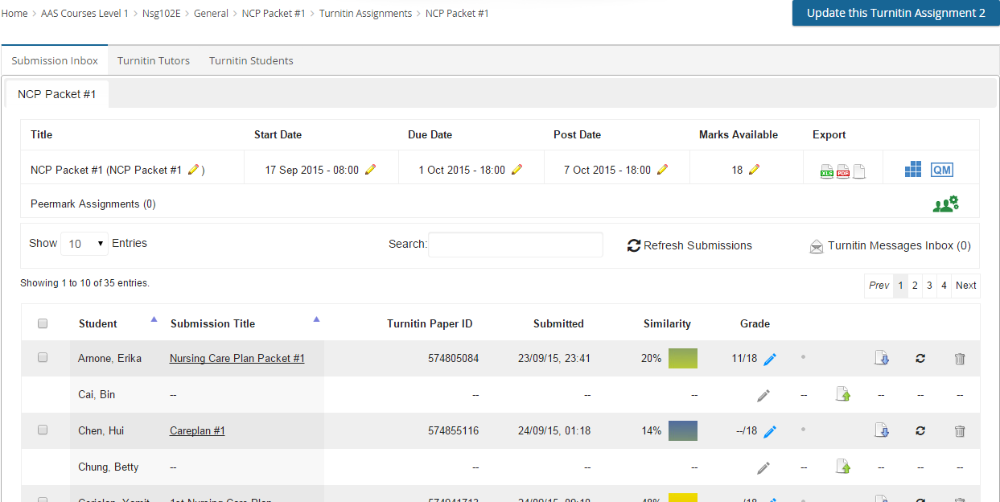 Home > AAS Courses Level 1 > Nsg102E > General > NCP Packet #1 > Turnitin Assignments > NCP Packet #1
Update this Turnitin Assignment 2
Submission Inbox Turnitin Tutors Turnitin Students
NCP Packet #1
Title Start Date Due Date Post Date Marks Available Export
NCP Packet #1 (NCP Packet #1 ) 17 Sep 2015 - 08:00 1 Oct 2015 - 18:00 7 Oct 2015 - 18:00 18 XLS PDF QM
Peermark Assignments (0)
Show 10 Entries Search: Refresh Submissions Turnitin Messages Inbox (0)
Showing 1 to 10 of 35 entries. Prev 1 2 3 4 Next
Student Submission Title Turnitin Paper ID Submitted Similarity Grade
Arnone, Erika Nursing Care Plan Packet #1 574805084 23/09/15, 23:41 20% 11/18
Cai, Bin -- -- -- -- -- -- -- --
Chen, Hui Careplan #1 574855116 24/09/15, 01:18 14% --/18
Chung, Betty -- -- -- -- -- -- -- --
1st Nursing Care Plan